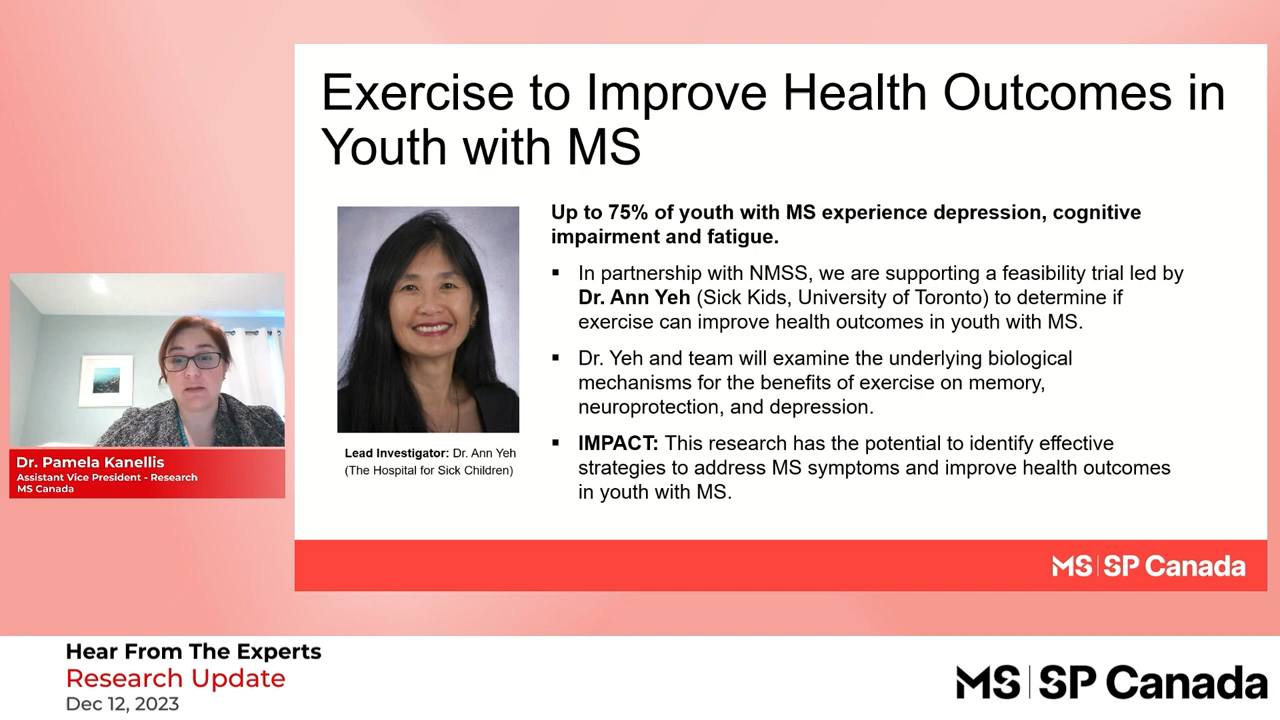 Exercise to Improve Health Outcomes in
Youth with MS
Up to 75% of youth with MS experience depression, cognitive
impairment and fatigue.
▪ In partnership with NMSS, we are supporting a feasibility trial led by
Dr. Ann Yeh (Sick Kids, University of Toronto) to determine if
exercise can improve health outcomes in youth with MS.
▪ Dr. Yeh and team will examine the underlying biological
mechanisms for the benefits of exercise on memory,
neuroprotection, and depression.
▪ IMPACT: This research has the potential to identify effective
strategies to address MS symptoms and improve health outcomes
in youth with MS.
Lead Investigator: Dr. Ann Yeh
(The Hospital for Sick Children)
Dr. Pamela Kanellis
Assistant Vice President - Research
MS Canada
MS | SP Canada
Hear From The Experts
Research Update
Dec 12, 2023
MS | SP Canada